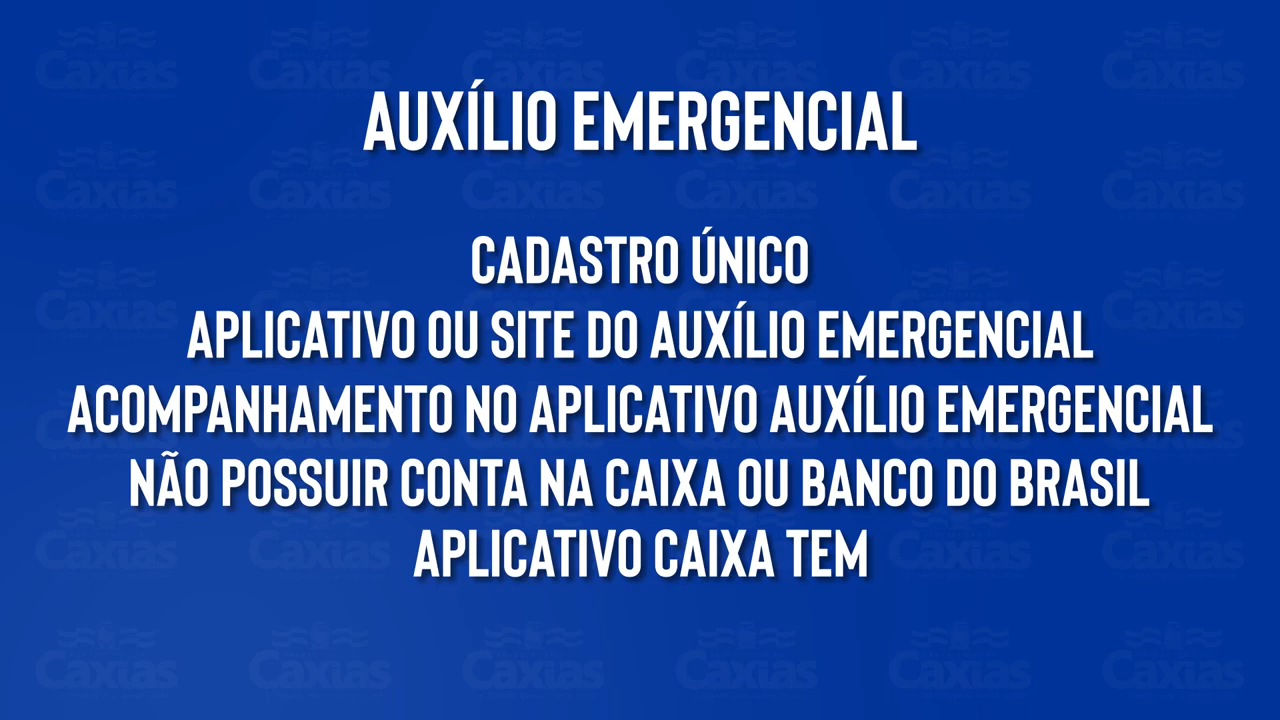 AUXÍLIO EMERGENCIAL
CADASTRO ÚNICO
APLICATIVO OU SITE DO AUXÍLIO EMERGENCIAL
ACOMPANHAMENTO NO APLICATIVO AUXÍLIO EMERGENCIAL
NÃO POSSUIR CONTA NA CAIXA OU BANCO DO BRASIL
APLICATIVO CAIXA TEM
Caxias